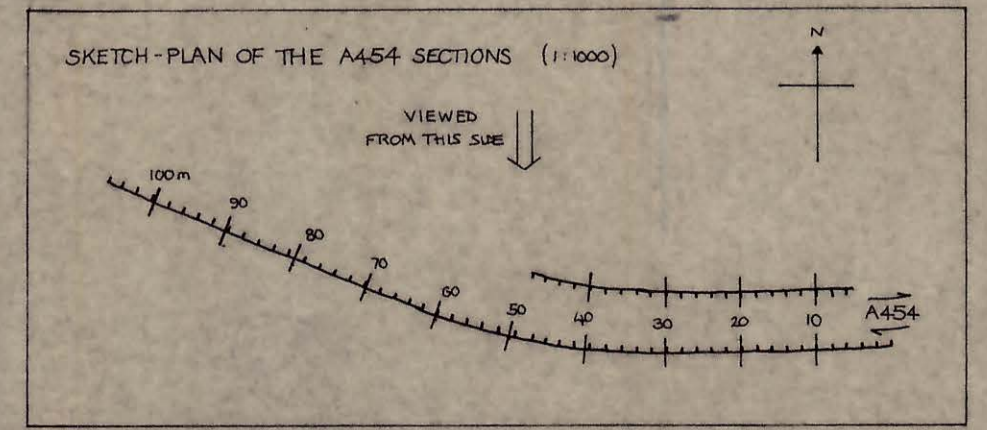 SKETCH-PLAN OF THE A454 SECTIONS (1:1000)
N
VIEWED
FROM THIS SIDE
100m
90
80
70
60
50
40
30
20
10
A454